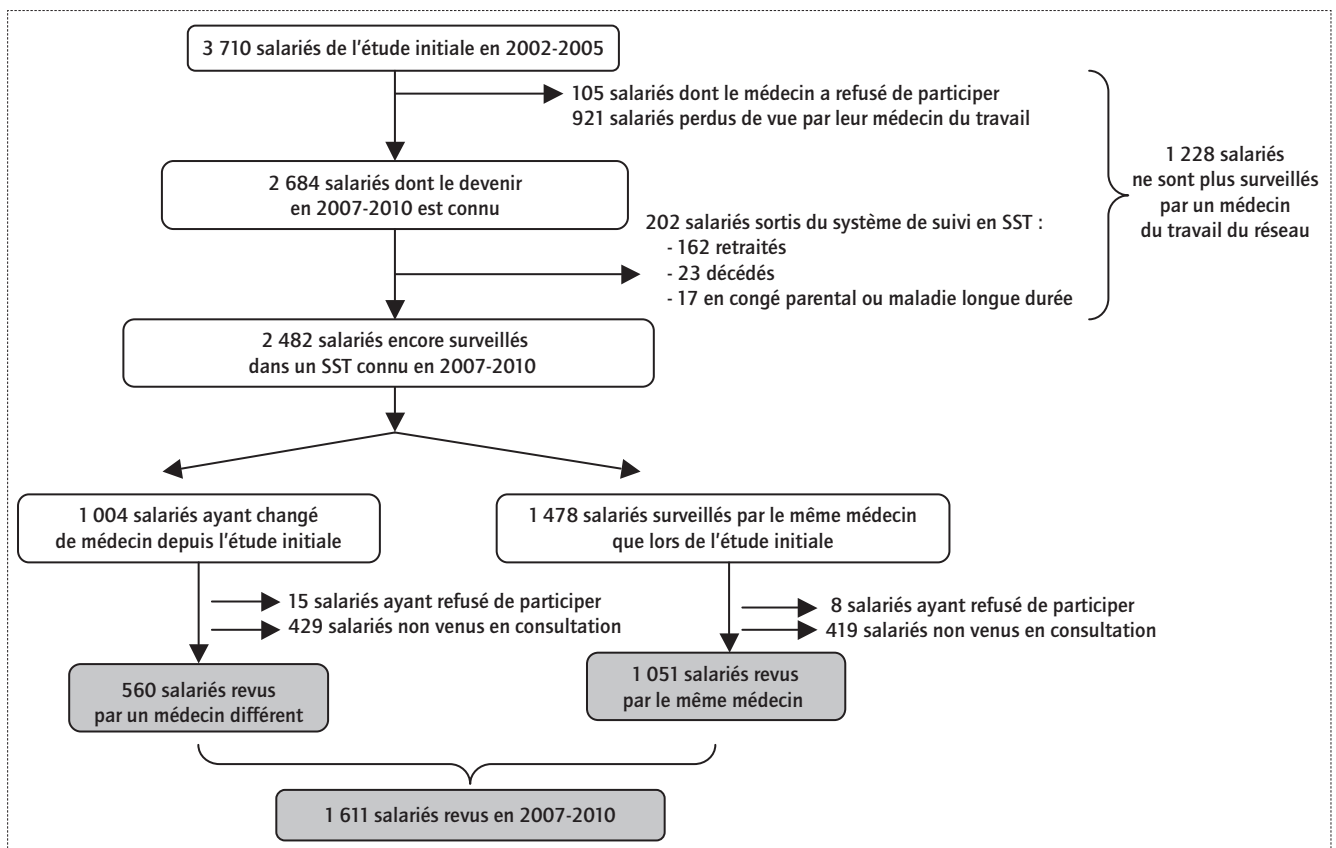 3 710 salariés de l'étude initiale en 2002-2005
105 salariés dont le médecin a refusé de participer
921 salariés perdus de vue par leur médecin du travail
1 228 salariés
ne sont plus surveillés
par un médecin
du travail du réseau
2 684 salariés dont le devenir
en 2007-2010 est connu
202 salariés sortis du système de suivi en SST :
- 162 retraités
- 23 décédés
- 17 en congé parental ou maladie longue durée
2 482 salariés encore surveillés
dans un SST connu en 2007-2010
1 004 salariés ayant changé
de médecin depuis l'étude initiale
1 478 salariés surveillés par le même médecin
que lors de l'étude initiale
15 salariés ayant refusé de participer
429 salariés non venus en consultation
8 salariés ayant refusé de participer
419 salariés non venus en consultation
560 salariés revus
par un médecin différent
1 051 salariés revus
par le même médecin
1 611 salariés revus en 2007-2010